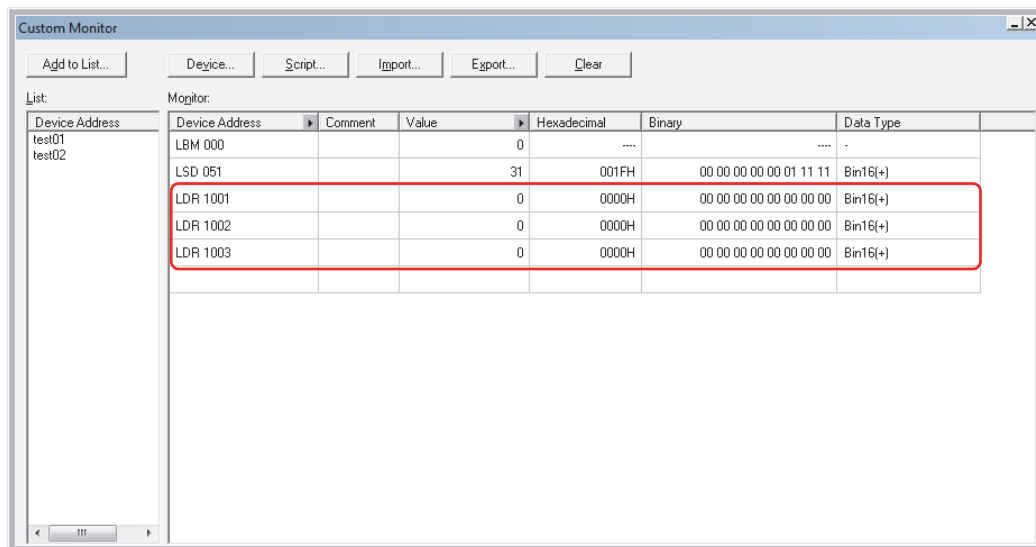 Custom Monitor
Add to List... Device... Script... Import... Export... Clear
List: Monitor:
Device Address Device Address Comment Value Hexadecimal Binary Data Type
test01
test02
LBM 000 0 ---- ---- -
LSD 051 31 001FH 00 00 00 00 00 01 11 11 Bin16(+)
LDR 1001 0 0000H 00 00 00 00 00 00 00 00 Bin16(+)
LDR 1002 0 0000H 00 00 00 00 00 00 00 00 Bin16(+)
LDR 1003 0 0000H 00 00 00 00 00 00 00 00 Bin16(+)